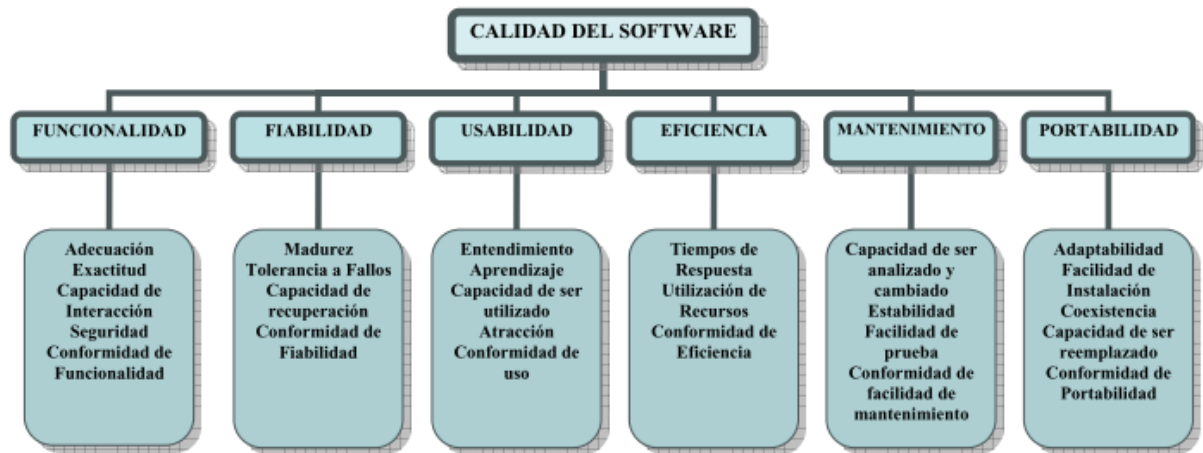 CALIDAD DEL SOFTWARE
FUNCIONALIDAD
FIABILIDAD
USABILIDAD
EFICIENCIA
MANTENIMIENTO
PORTABILIDAD
Adecuación
Exactitud
Capacidad de
Interacción
Seguridad
Conformidad de
Funcionalidad
Madurez
Tolerancia a Fallos
Capacidad de
recuperación
Conformidad de
Fiabilidad
Entendimiento
Aprendizaje
Capacidad de ser
utilizado
Atracción
Conformidad de
uso
Tiempos de
Respuesta
Utilización de
Recursos
Conformidad de
Eficiencia
Capacidad de ser
analizado y
cambiado
Estabilidad
Facilidad de
prueba
Conformidad de
facilidad de
mantenimiento
Adaptabilidad
Facilidad de
Instalación
Coexistencia
Capacidad de ser
reemplazado
Conformidad de
Portabilidad